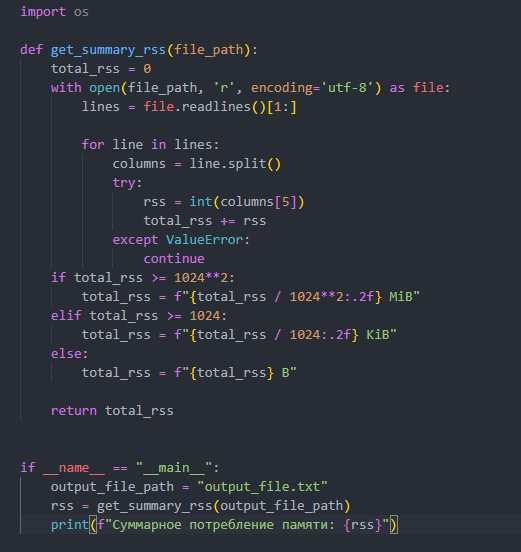 import os
def get_summary_rss(file_path):
    total_rss = 0
    with open(file_path, 'r', encoding='utf-8') as file:
        lines = file.readlines()[1:]
        for line in lines:
            columns = line.split()
            try:
                rss = int(columns[5])
                total_rss += rss
            except ValueError:
                continue
    if total_rss >= 1024**2:
        total_rss = f"{total_rss / 1024**2:.2f} MiB"
    elif total_rss >= 1024:
        total_rss = f"{total_rss / 1024:.2f} KiB"
    else:
        total_rss = f"{total_rss} B"
    return total_rss
if __name__ == "__main__":
    output_file_path = "output_file.txt"
    rss = get_summary_rss(output_file_path)
    print(f"Суммарное потребление памяти: {rss}")